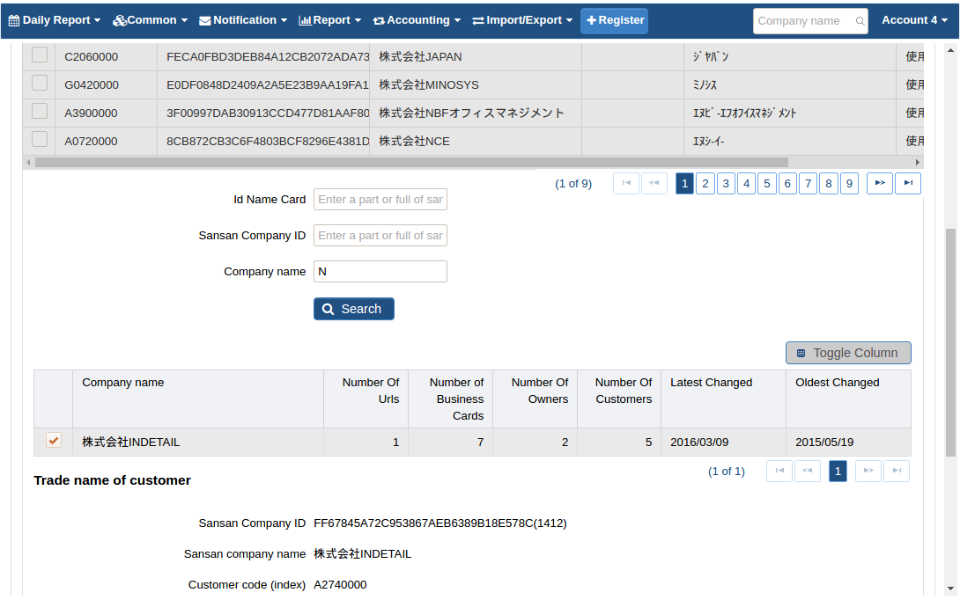 Daily Report Common Notification Report Accounting Import/Export Register Company name Account 4
C2060000 FECA0FBD3DEB84A12CB2072ADA73 株式会社JAPAN ｼﾞﾔﾊﾟﾝ 使用
G0420000 E0DF0848D2409A2A5E23B9AA19FA1 株式会社MINOSYS ﾐﾉｼｽ 使用
A3900000 3F00997DAB30913CCD477D81AAF80 株式会社NBFオフィスマネジメント ｴﾇﾋﾞ-ｴﾌｵﾌｲｽﾏﾈｼﾞﾒﾝﾄ 使用
A0720000 8CB872CB3C6F4803BCF8296E4381D 株式会社NCE ｴﾇｼ-ｲ- 使用
(1 of 9) 1 2 3 4 5 6 7 8 9
Id Name Card Enter a part or full of sar
Sansan Company ID Enter a part or full of sar
Company name N
Search
Toggle Column
Company name Number Of Urls Number of Business Cards Number Of Owners Number Of Customers Latest Changed Oldest Changed
株式会社INDETAIL 1 7 2 5 2016/03/09 2015/05/19
(1 of 1) 1
Trade name of customer
Sansan Company ID FF67845A72C953867AEB6389B18E578C(1412)
Sansan company name 株式会社INDETAIL
Customer code (index) A2740000